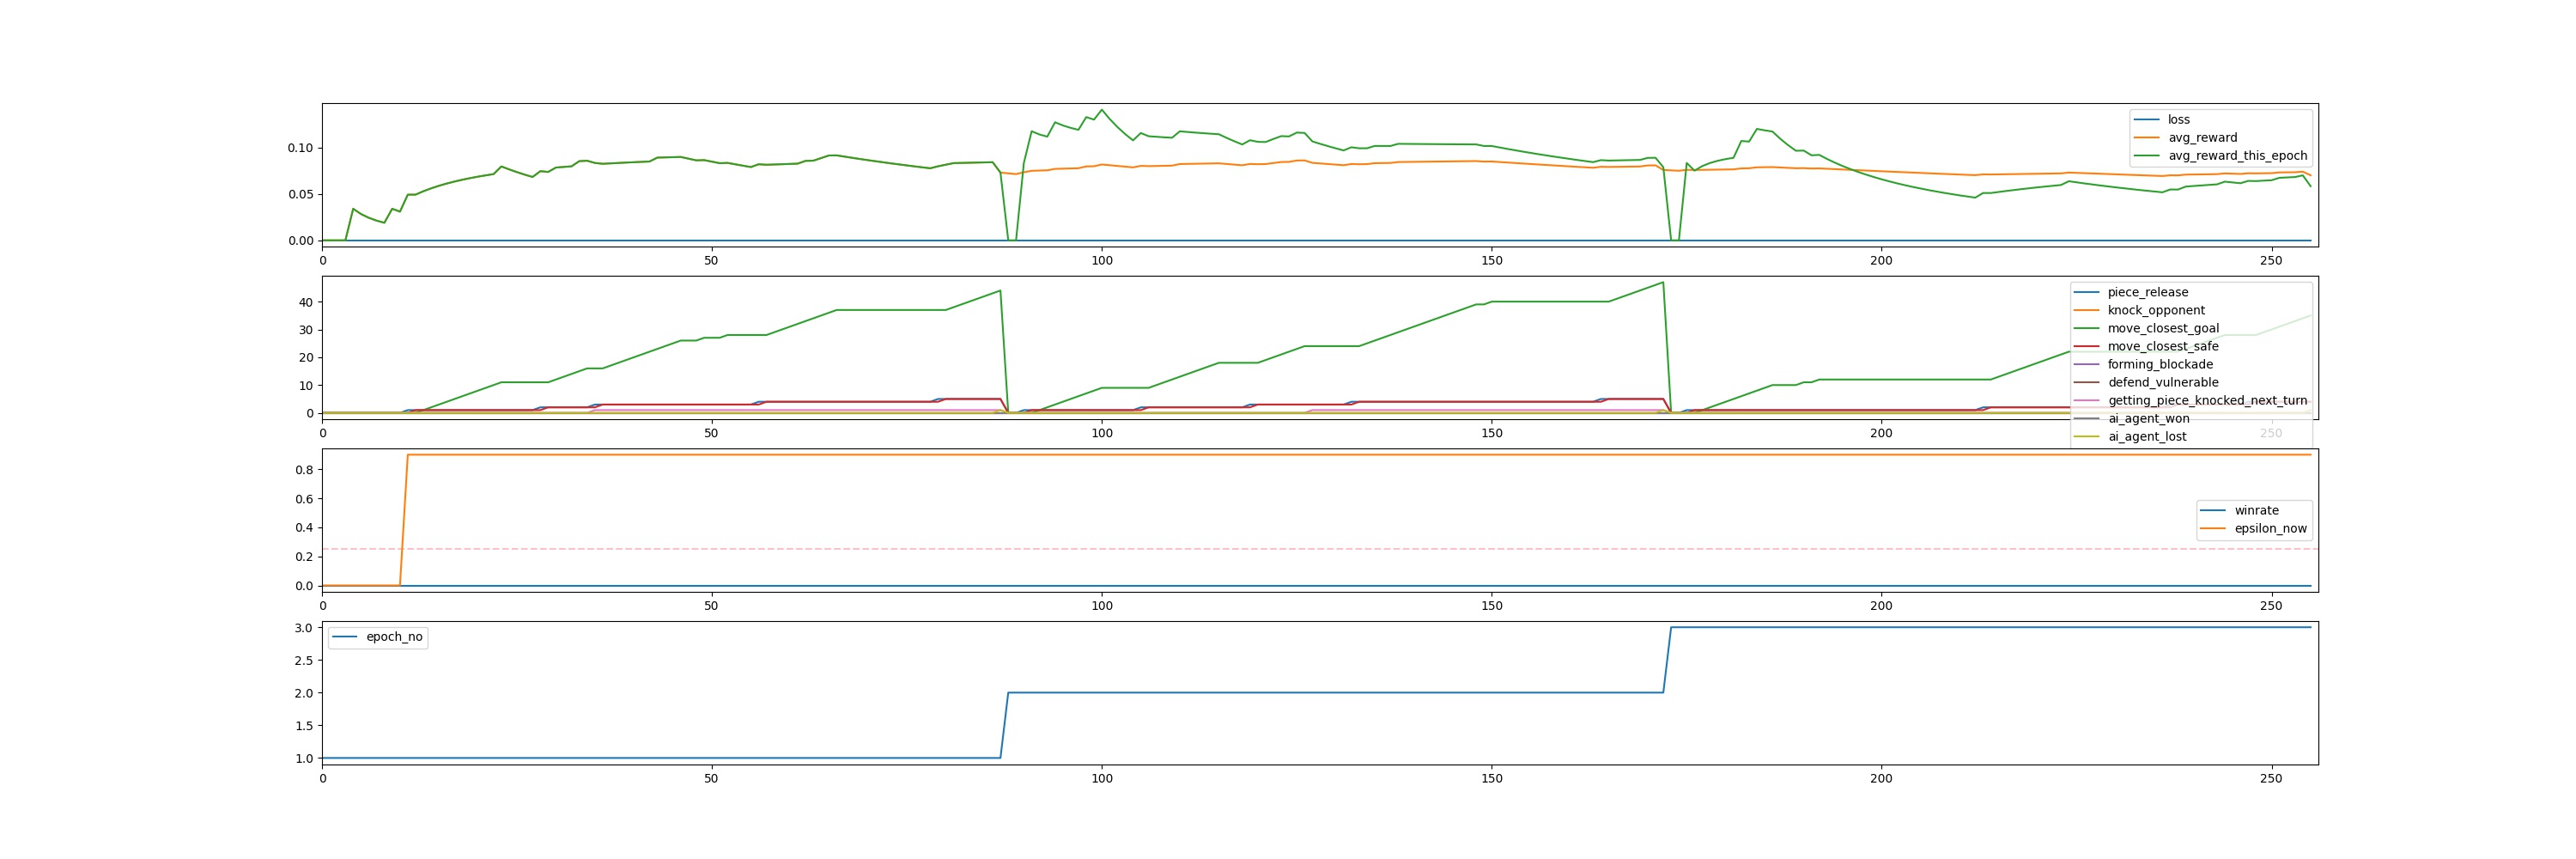 0.10
0.05
0.00
loss
avg_reward
avg_reward_this_epoch
0 50 100 150 200 250
40
30
20
10
0
piece_release
knock_opponent
move_closest_goal
move_closest_safe
forming_blockade
defend_vulnerable
getting_piece_knocked_next_turn
ai_agent_won
ai_agent_lost
0 50 100 150 200 250
0.8
0.6
0.4
0.2
0.0
winrate
epsilon_now
0 50 100 150 200 250
3.0
2.5
2.0
1.5
1.0
epoch_no
0 50 100 150 200 250